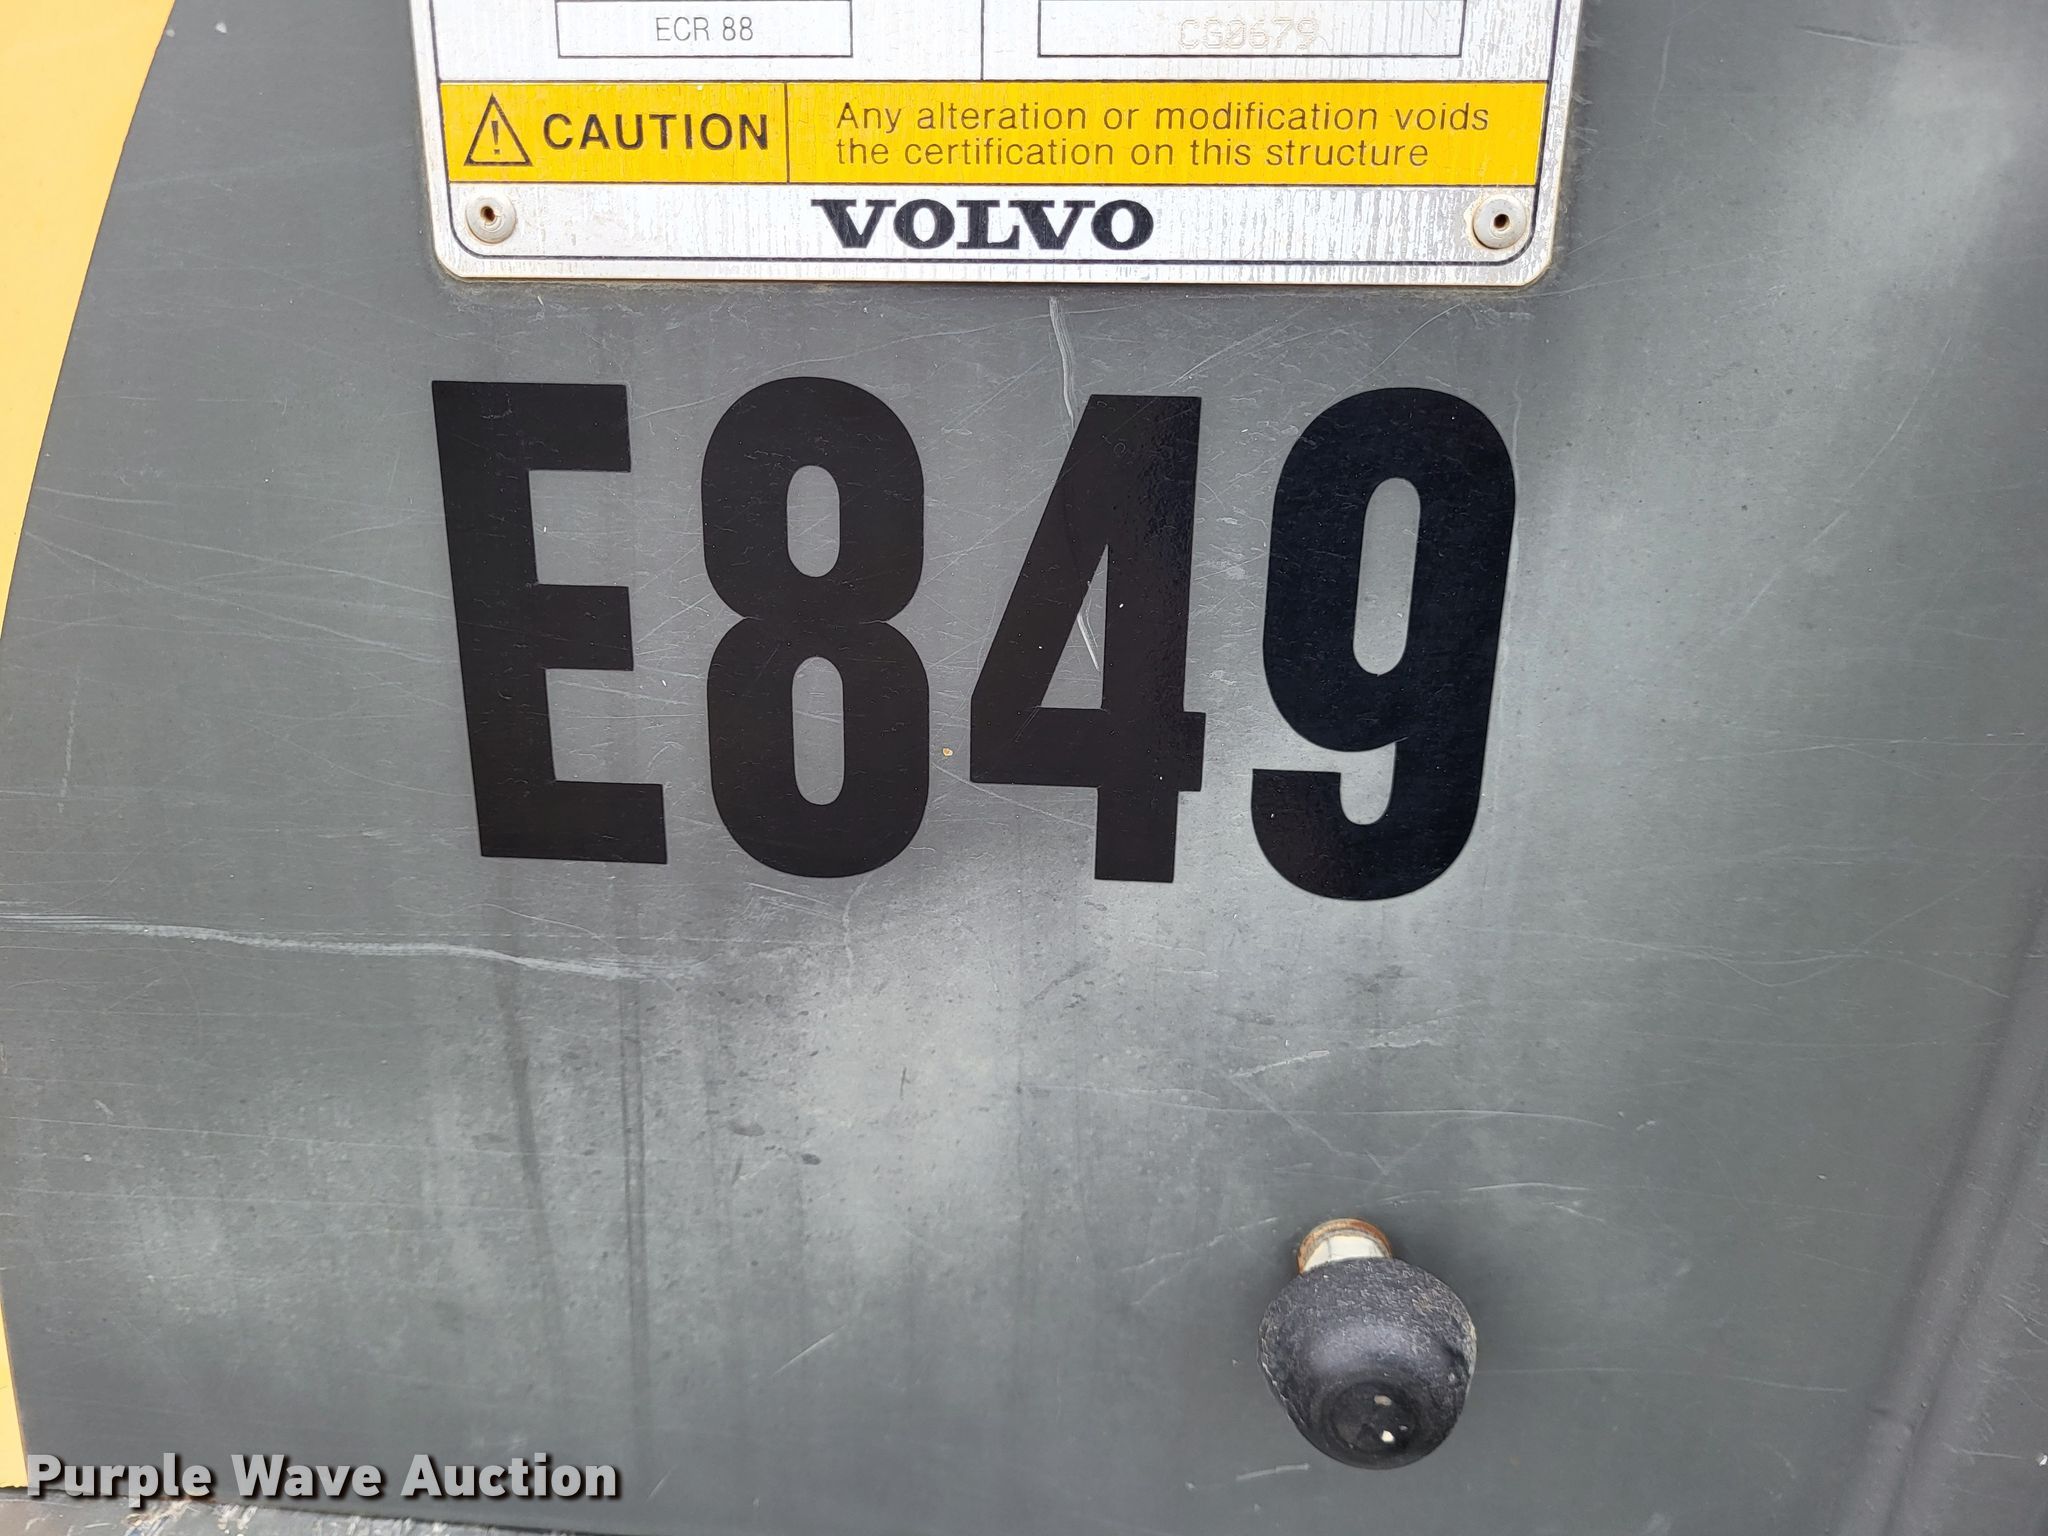 ECR 88
CG0679
! CAUTION
Any alteration or modification voids
the certification on this structure
VOLVO
E849
Purple Wave Auction